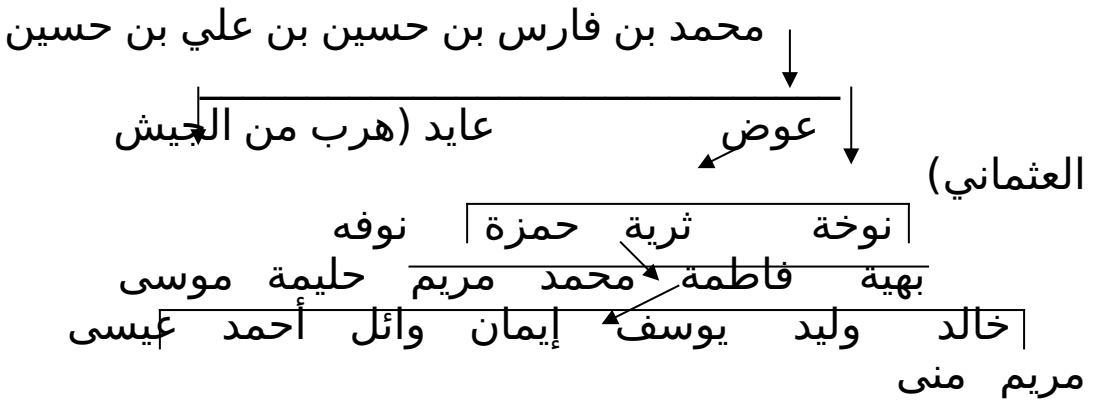 محمد بن فارس بن حسين بن علي بن حسين
عوض عايد (هرب من الجيش
العثماني)
نوخة ثرية حمزة نوفه
بهية فاطمة محمد مريم حليمة موسى
خالد وليد يوسف إيمان وائل أحمد عيسى
مريم منى